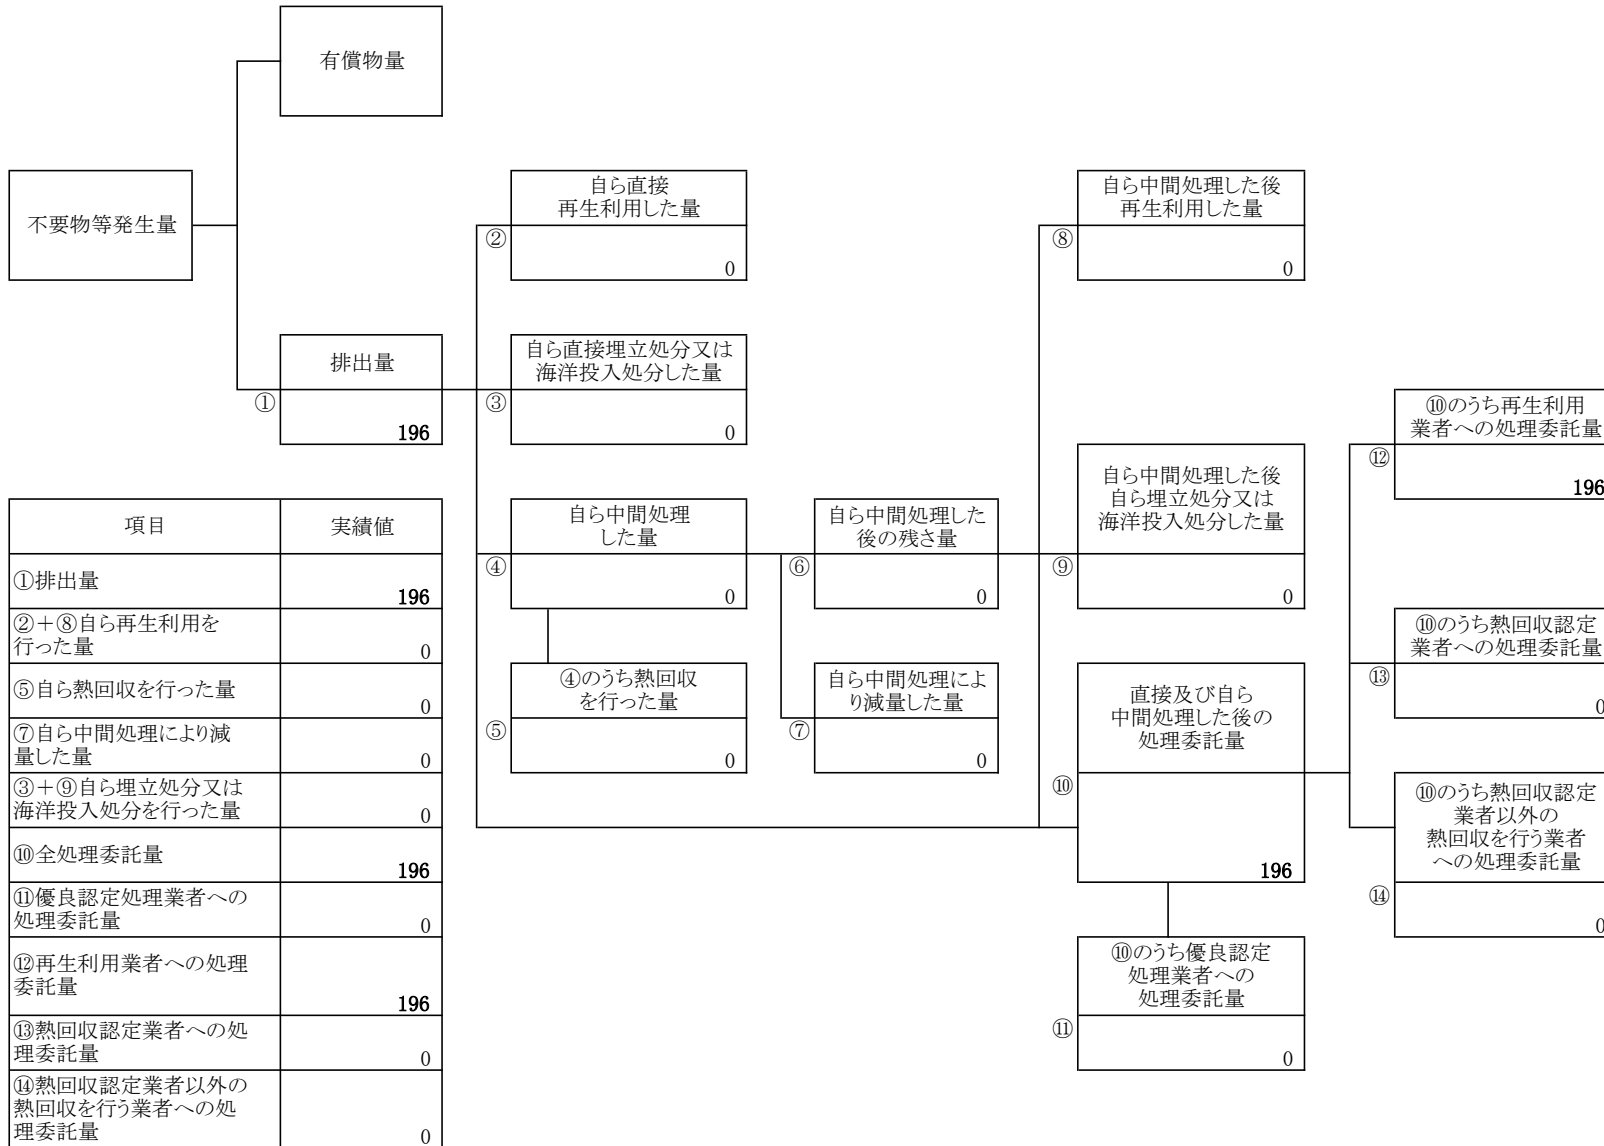 有償物量
不要物等発生量
排出量
①
196
自ら直接
再生利用した量
②
0
自ら直接埋立処分又は
海洋投入処分した量
③
0
自ら中間処理
した量
④
0
④のうち熱回収
を行った量
⑤
0
自ら中間処理した
後の残さ量
⑥
0
自ら中間処理によ
り減量した量
⑦
0
自ら中間処理した後
再生利用した量
⑧
0
自ら中間処理した後
自ら埋立処分又は
海洋投入処分した量
⑨
0
直接及び自ら
中間処理した後の
処理委託量
⑩
196
⑩のうち優良認定
処理業者への
処理委託量
⑪
0
⑩のうち再生利用
業者への処理委託量
⑫
196
⑩のうち熱回収認定
業者への処理委託量
⑬
0
⑩のうち熱回収認定
業者以外の
熱回収を行う業者
への処理委託量
⑭
0
項目 実績値
①排出量 196
②+⑧自ら再生利用を
行った量 0
⑤自ら熱回収を行った量 0
⑦自ら中間処理により減
量した量 0
③+⑨自ら埋立処分又は
海洋投入処分を行った量 0
⑩全処理委託量 196
⑪優良認定処理業者への
処理委託量 0
⑫再生利用業者への処理
委託量 196
⑬熱回収認定業者への処
理委託量 0
⑭熱回収認定業者以外の
熱回収を行う業者への処
理委託量 0